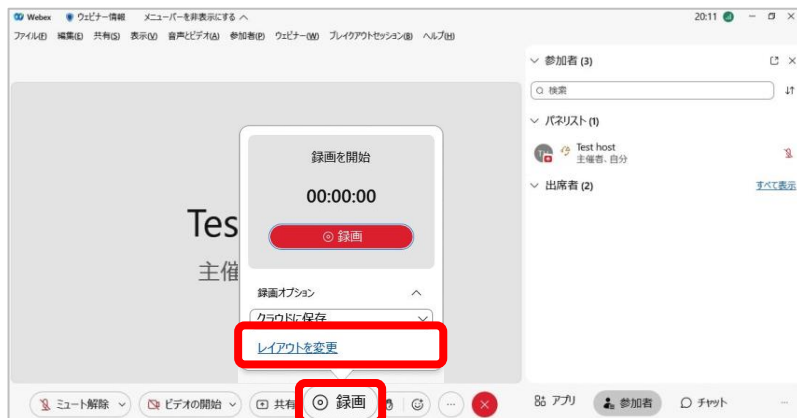 Webex ウェビナー情報 メニューバーを非表示にする 20:11
ファイル(F) 編集(E) 共有(S) 表示(V) 音声とビデオ(A) 参加者(P) ウェビナー(W) ブレイクアウトセッション(B) ヘルプ(H)
参加者 (3)
検索
パネリスト (1)
Test host
主催者、自分
出席者 (2) すべて表示
Tes
主催
録画を開始
00:00:00
録画
録画オプション
クラウドに保存
レイアウトを変更
ミュート解除 ビデオの開始 共有 録画 アプリ 参加者 チャット